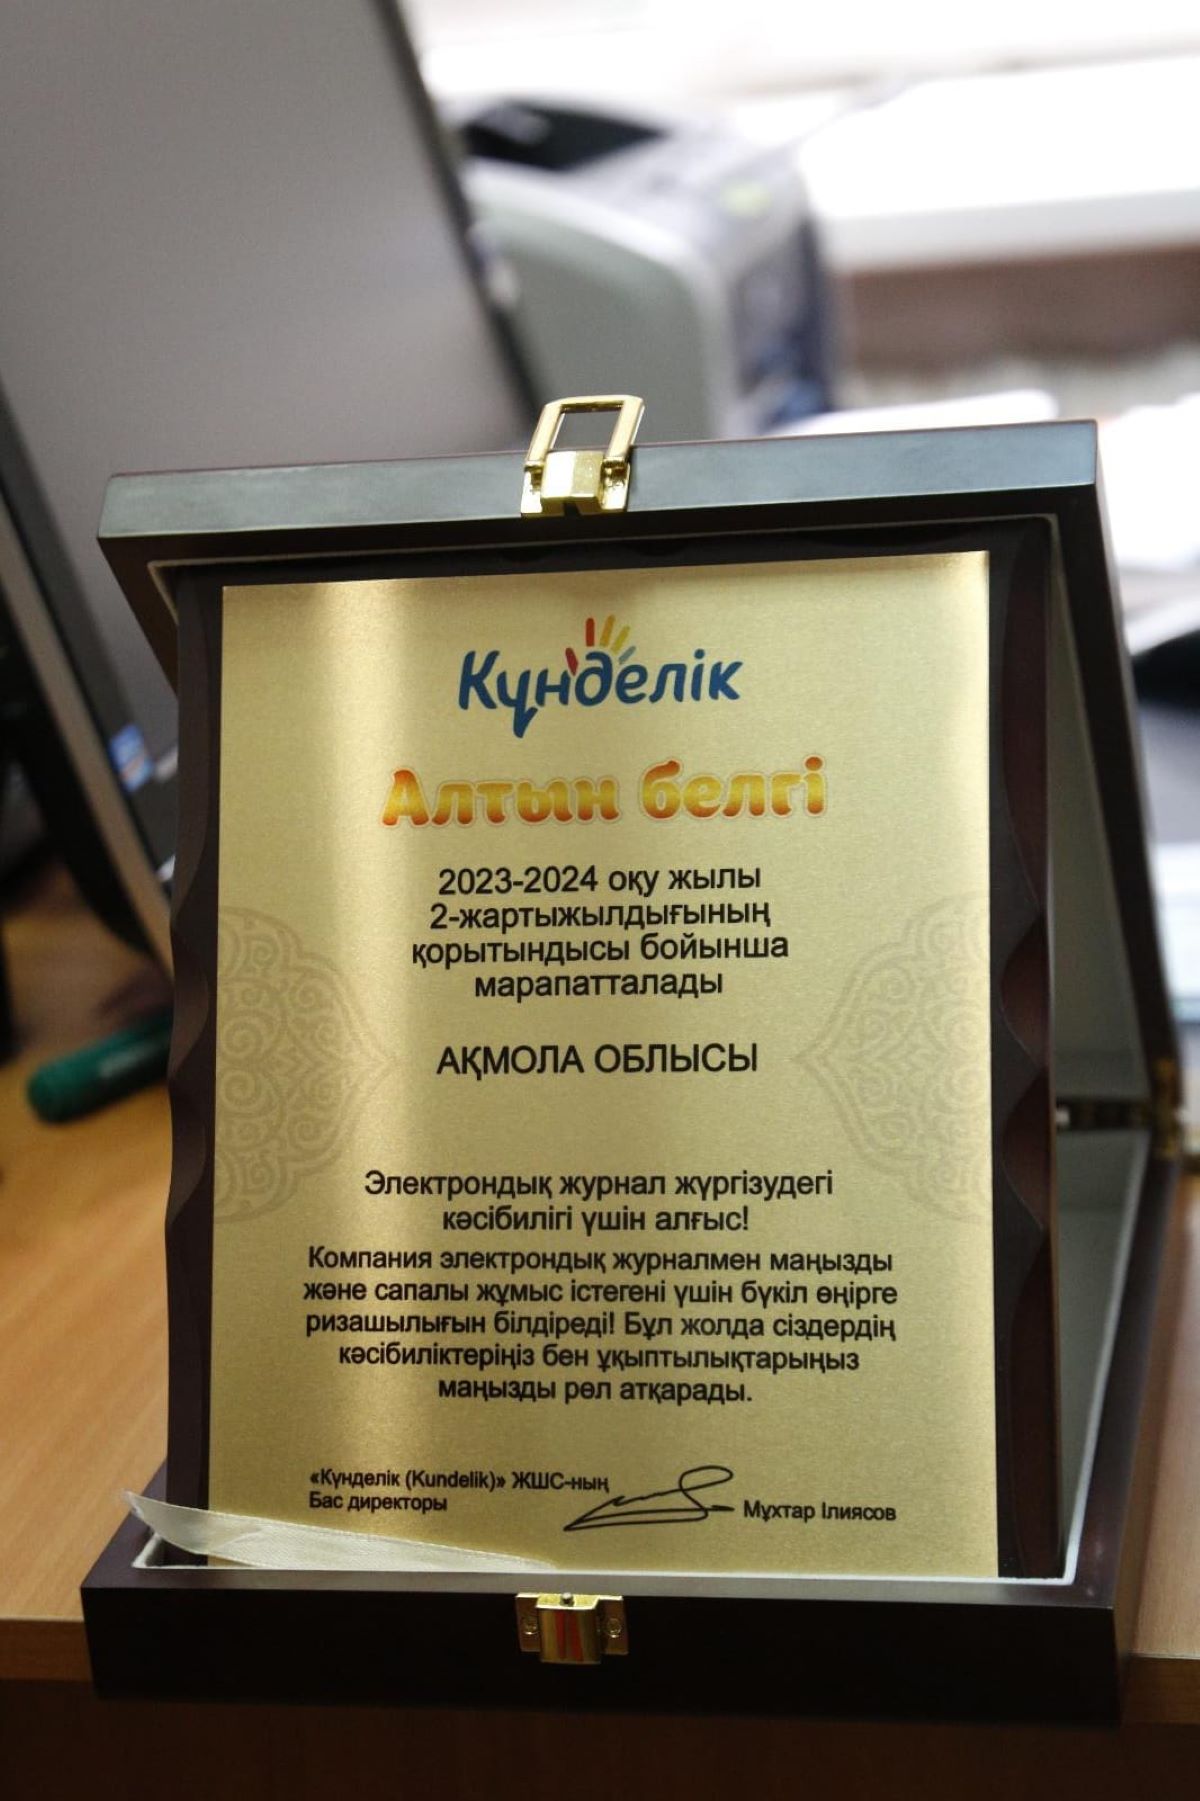 Күнделік
Алтын белгі
2023-2024 оқу жылы
2-жартыжылдығының
қорытындысы бойынша
марапатталады
АҚМОЛА ОБЛЫСЫ
Электрондық журнал жүргізудегі
кәсібилігі үшін алғыс!
Компания электрондық журналмен маңызды
және сапалы жұмыс істегені үшін бүкіл өңірге
ризашылығын білдіреді! Бұл жолда сіздердің
кәсібиліктеріңіз бен ұқыптылықтарыңыз
маңызды рөл атқарады.
«Күнделік (Kundelik)» ЖШС-ның
Бас директоры
Мұхтар Ілиясов